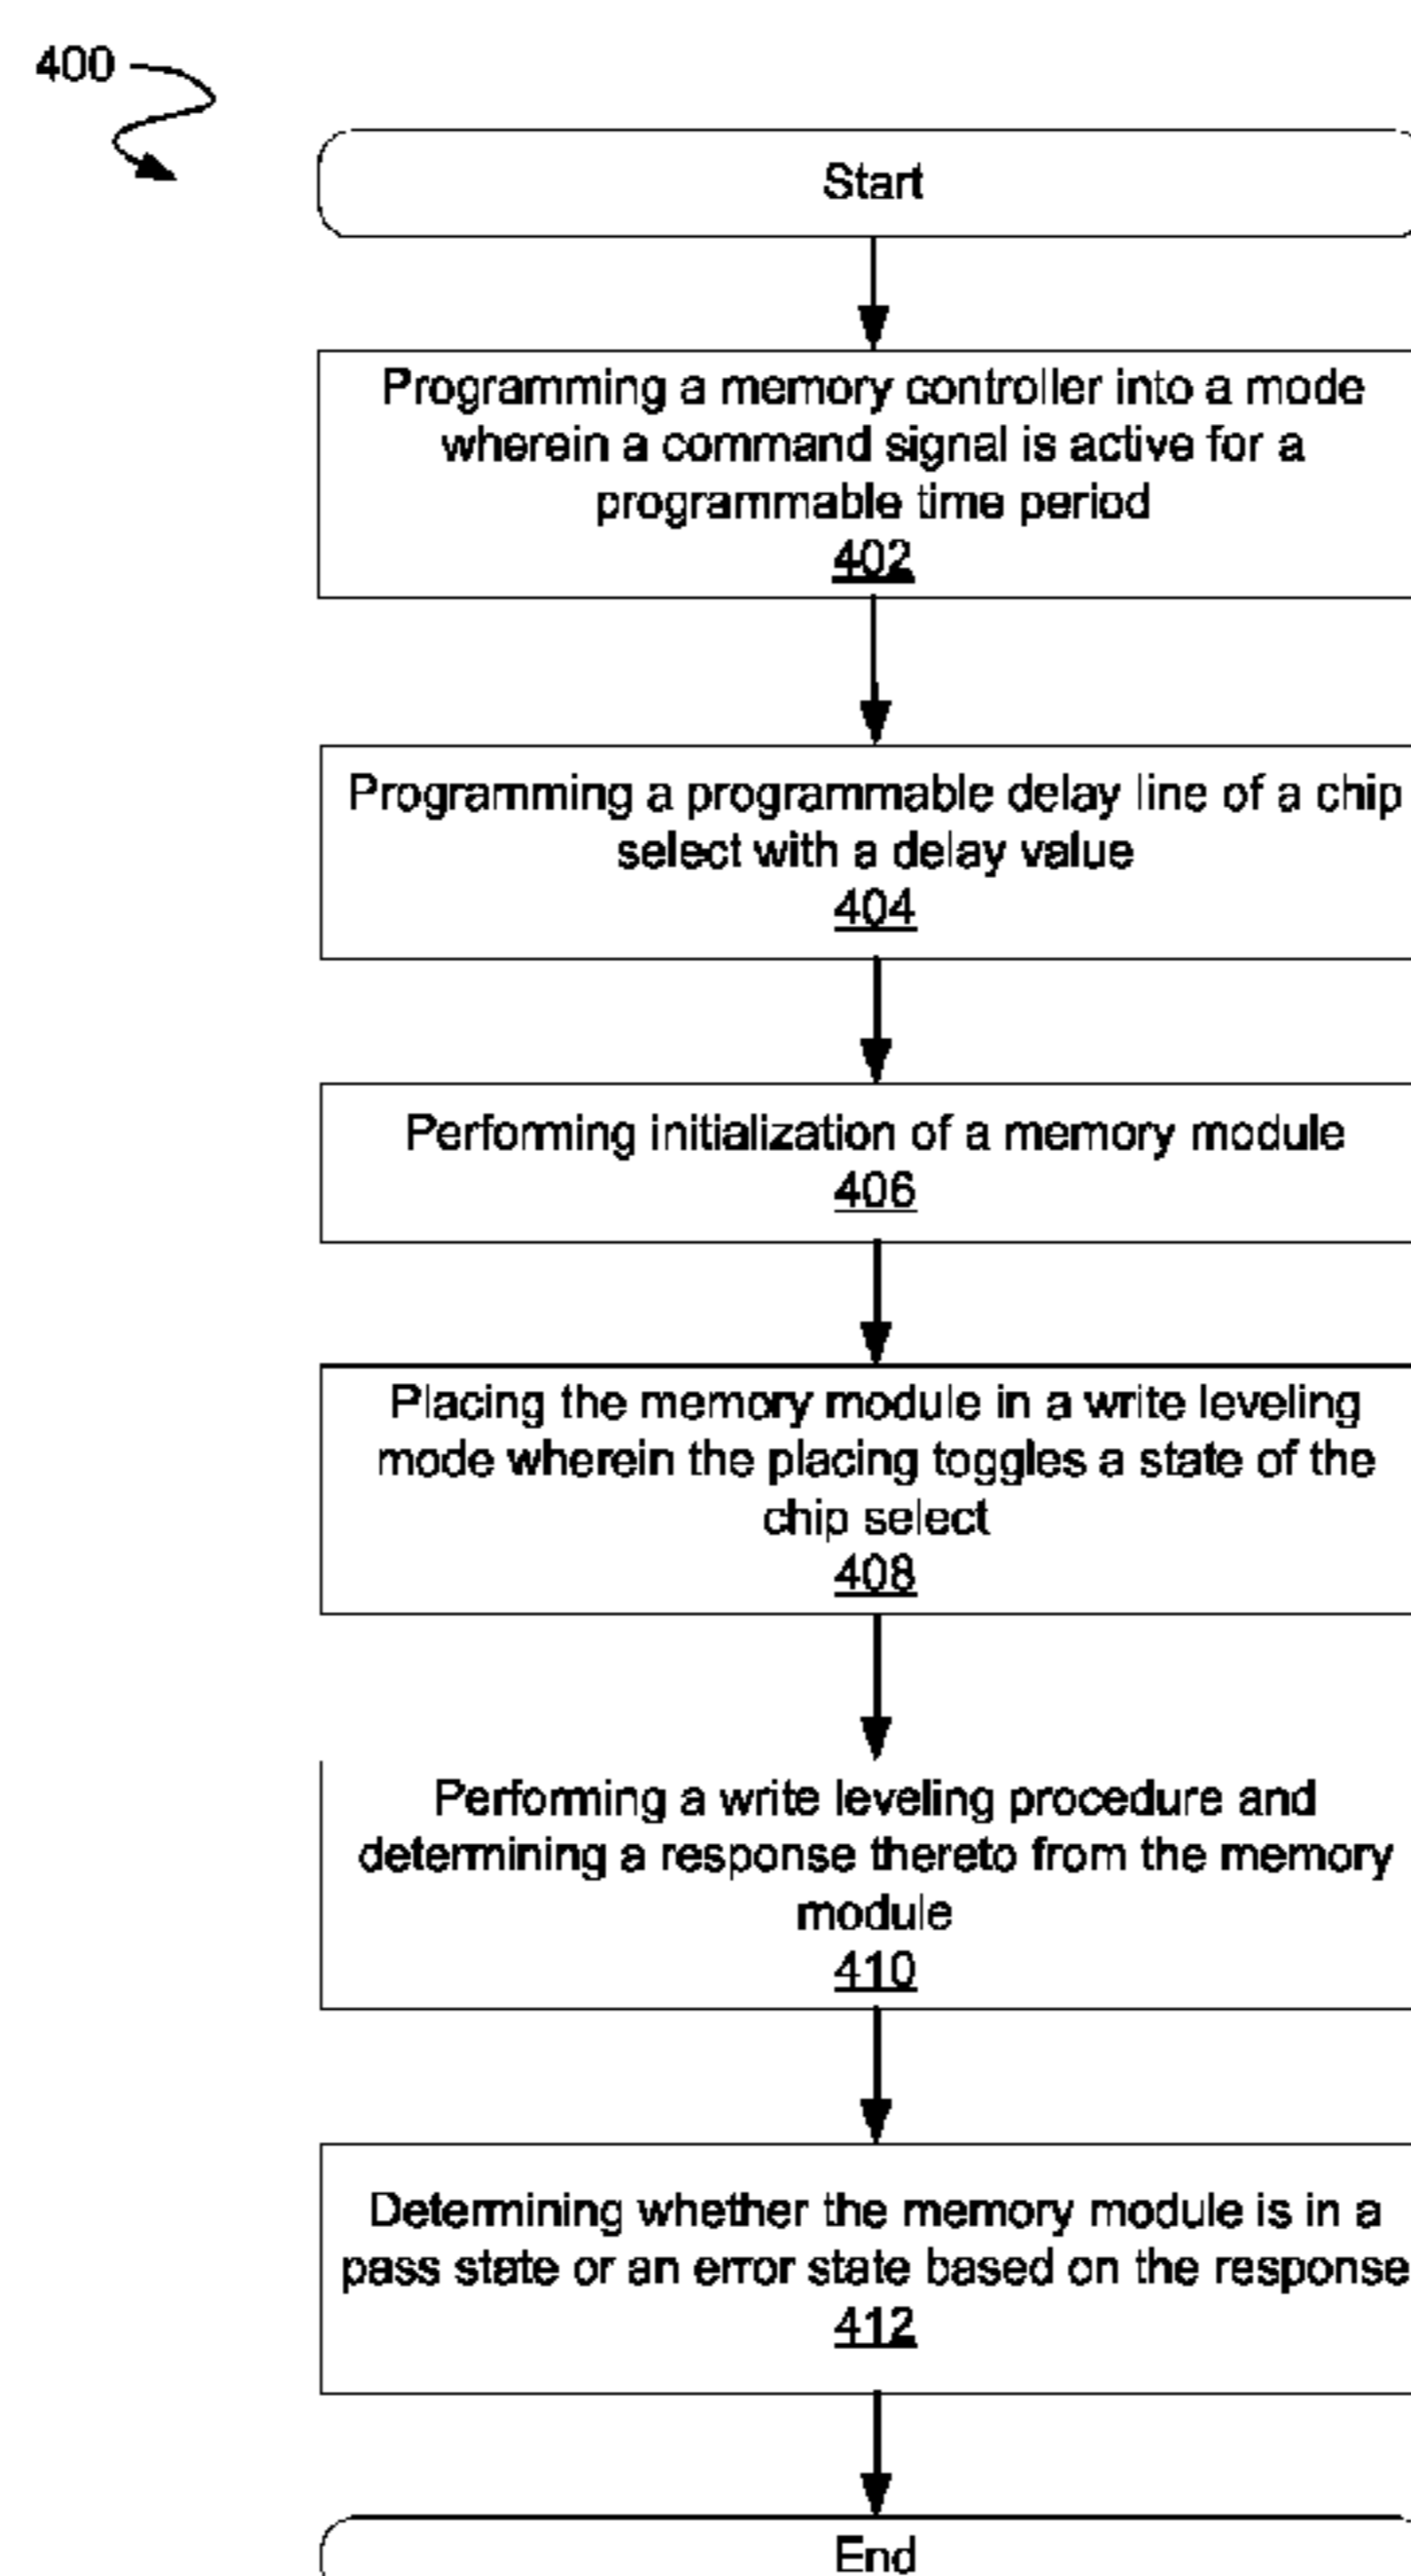 400
Start
Programming a memory controller into a mode
wherein a command signal is active for a
programmable time period
402
Programming a programmable delay line of a chip
select with a delay value
404
Performing initialization of a memory module
406
Placing the memory module in a write leveling
mode wherein the placing toggles a state of the
chip select
408
Performing a write leveling procedure and
determining a response thereto from the memory
module
410
Determining whether the memory module is in a
pass state or an error state based on the response
412
End